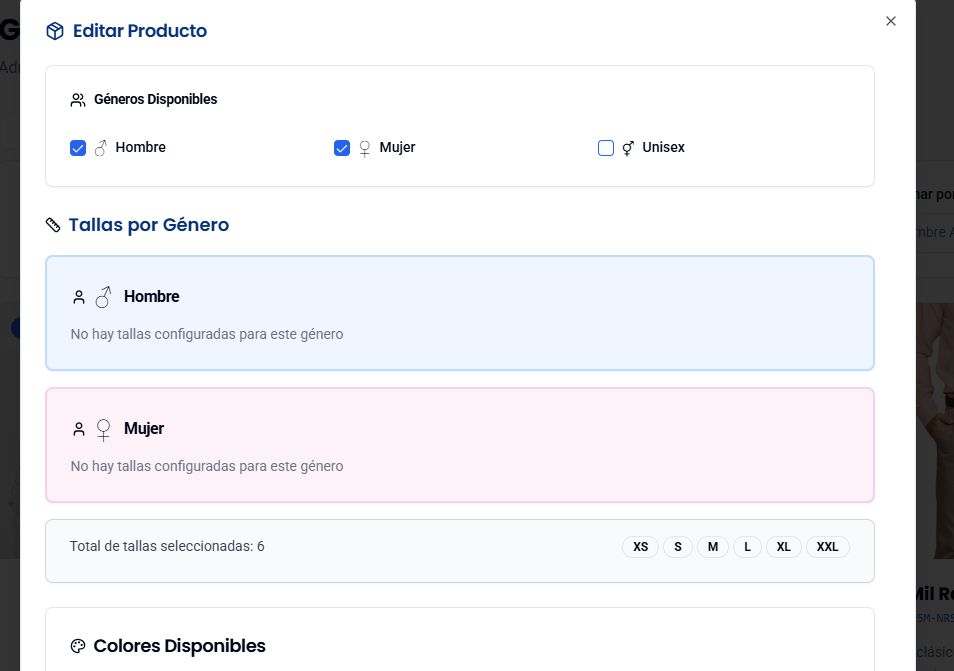 Editar Producto
Géneros Disponibles
Hombre
Mujer
Unisex
Tallas por Género
Hombre
No hay tallas configuradas para este género
Mujer
No hay tallas configuradas para este género
Total de tallas seleccionadas: 6
XS S M L XL XXL
Colores Disponibles